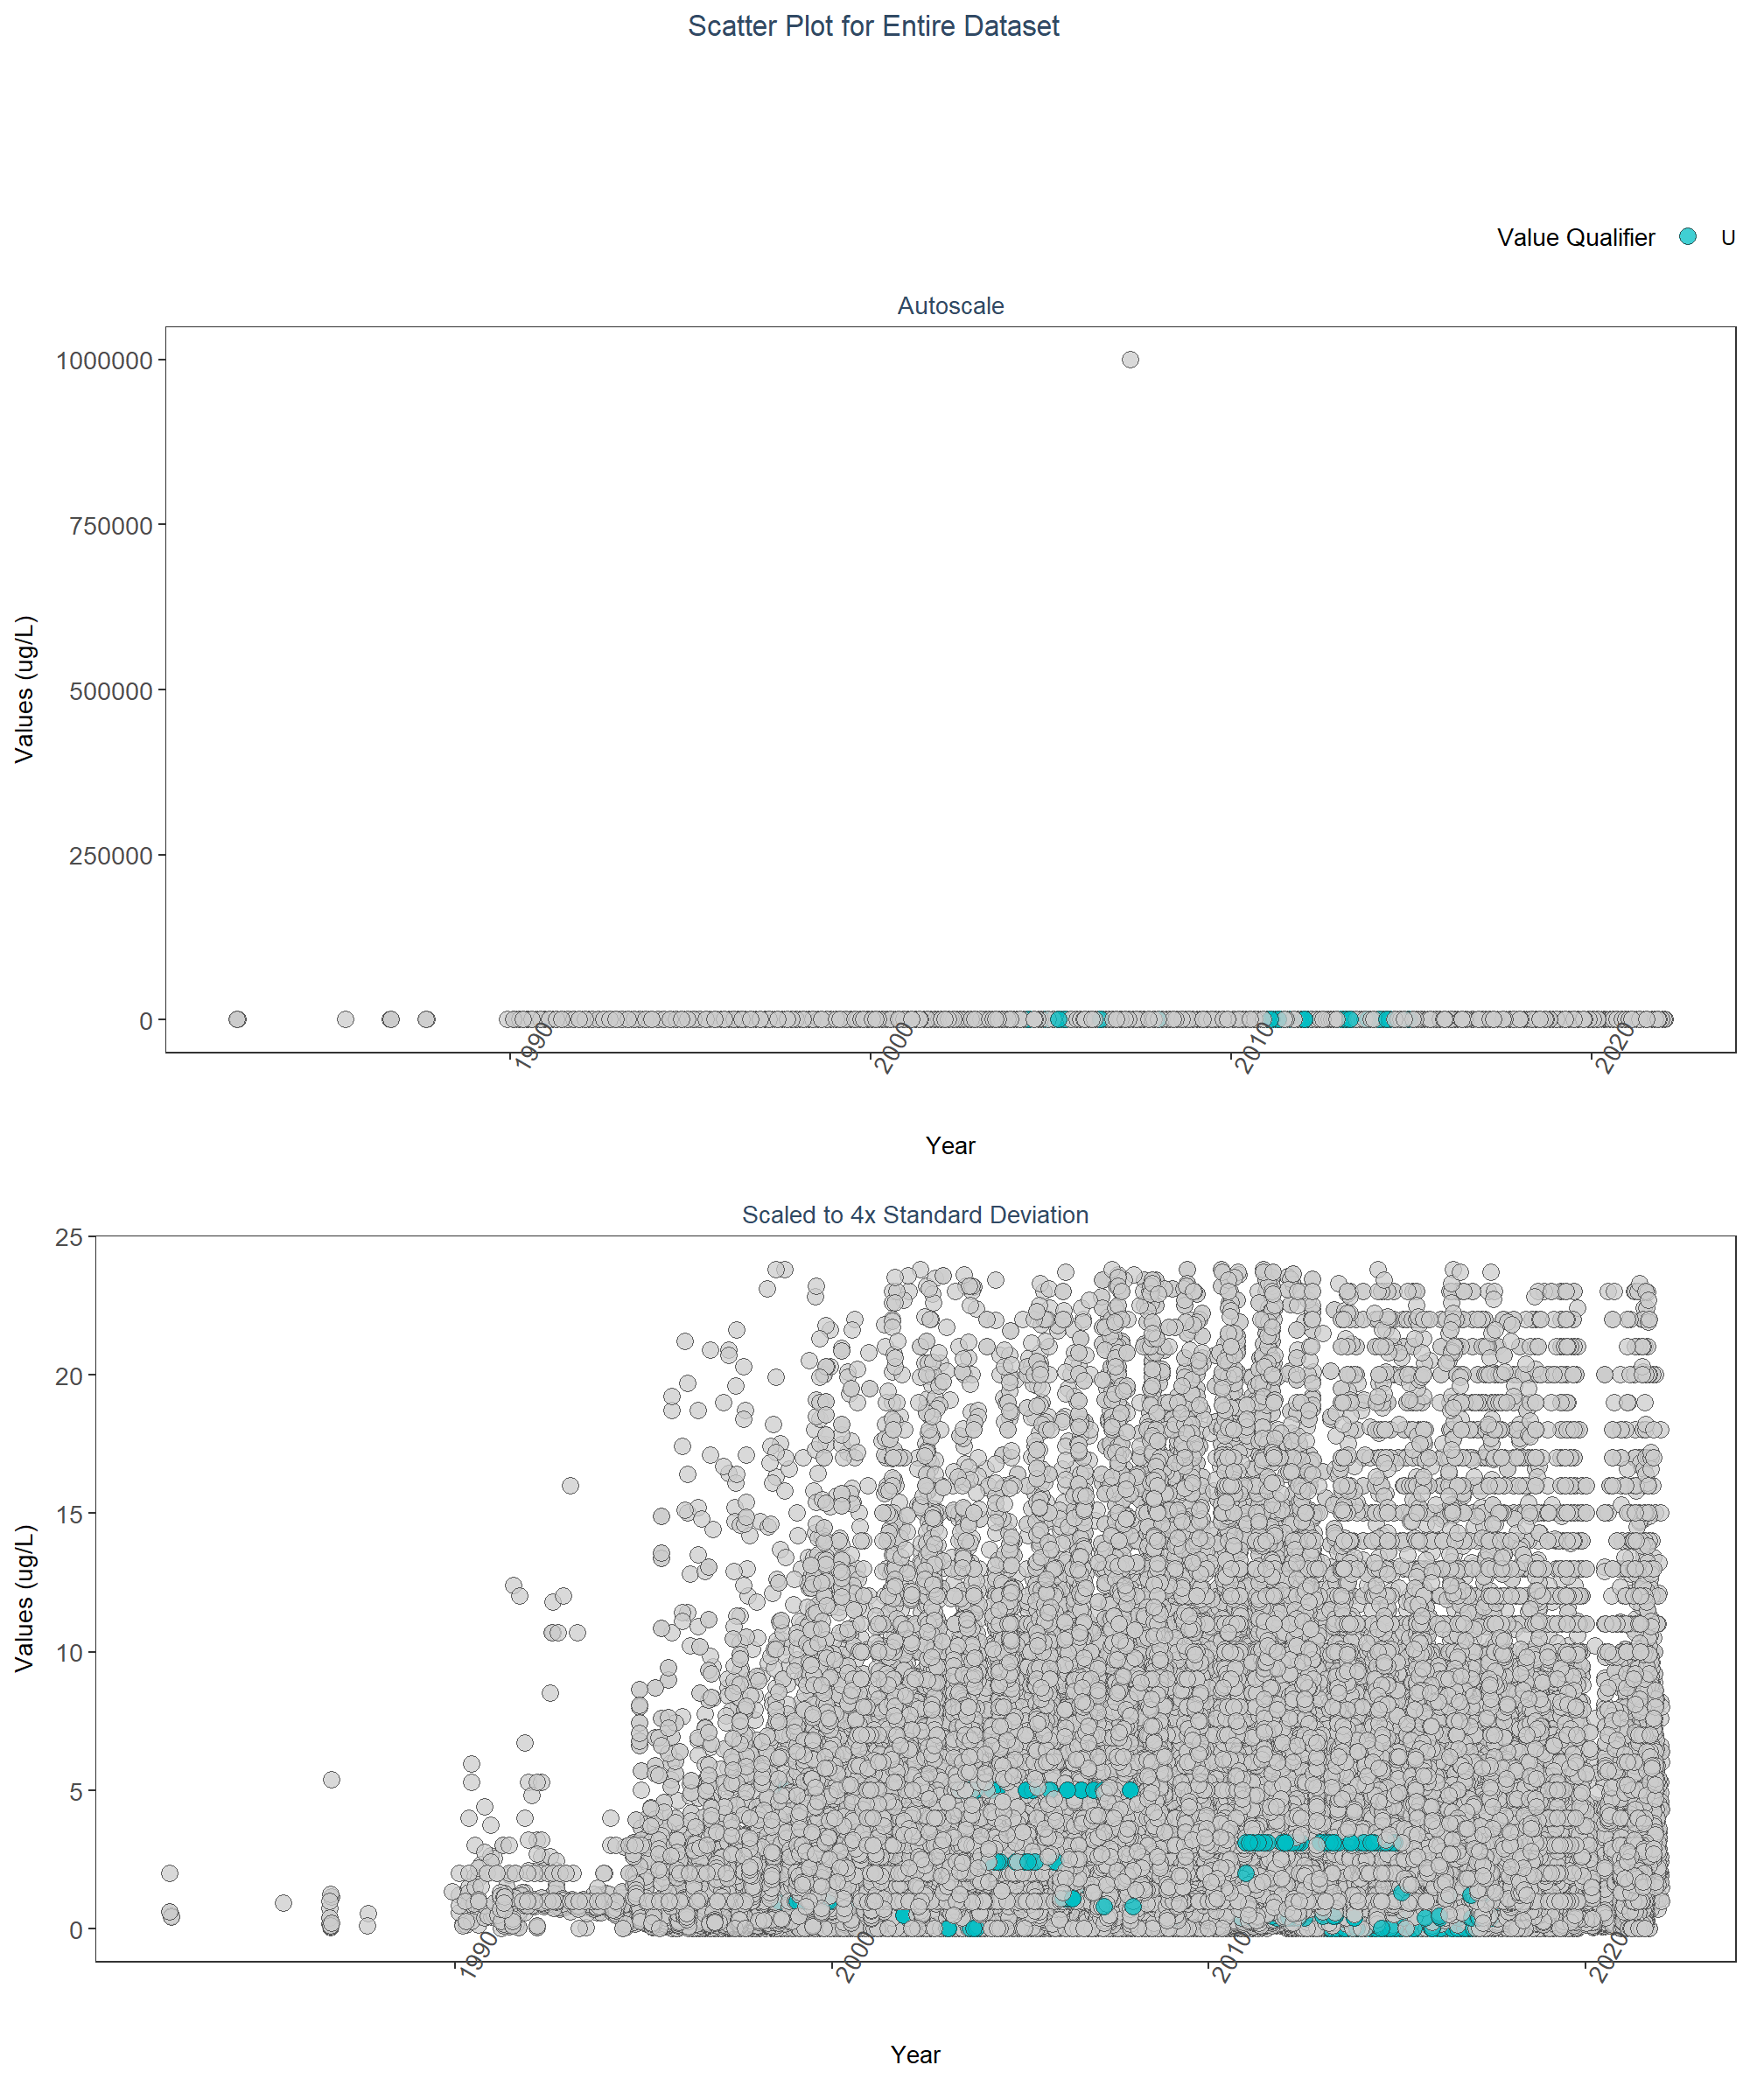 Scatter Plot for Entire Dataset
Value Qualifier U
Autoscale
Values (ug/L)
1000000
750000
500000
250000
0
1990 2000 2010 2020
Year
Scaled to 4x Standard Deviation
Values (ug/L)
25
20
15
10
5
0
1990 2000 2010 2020
Year